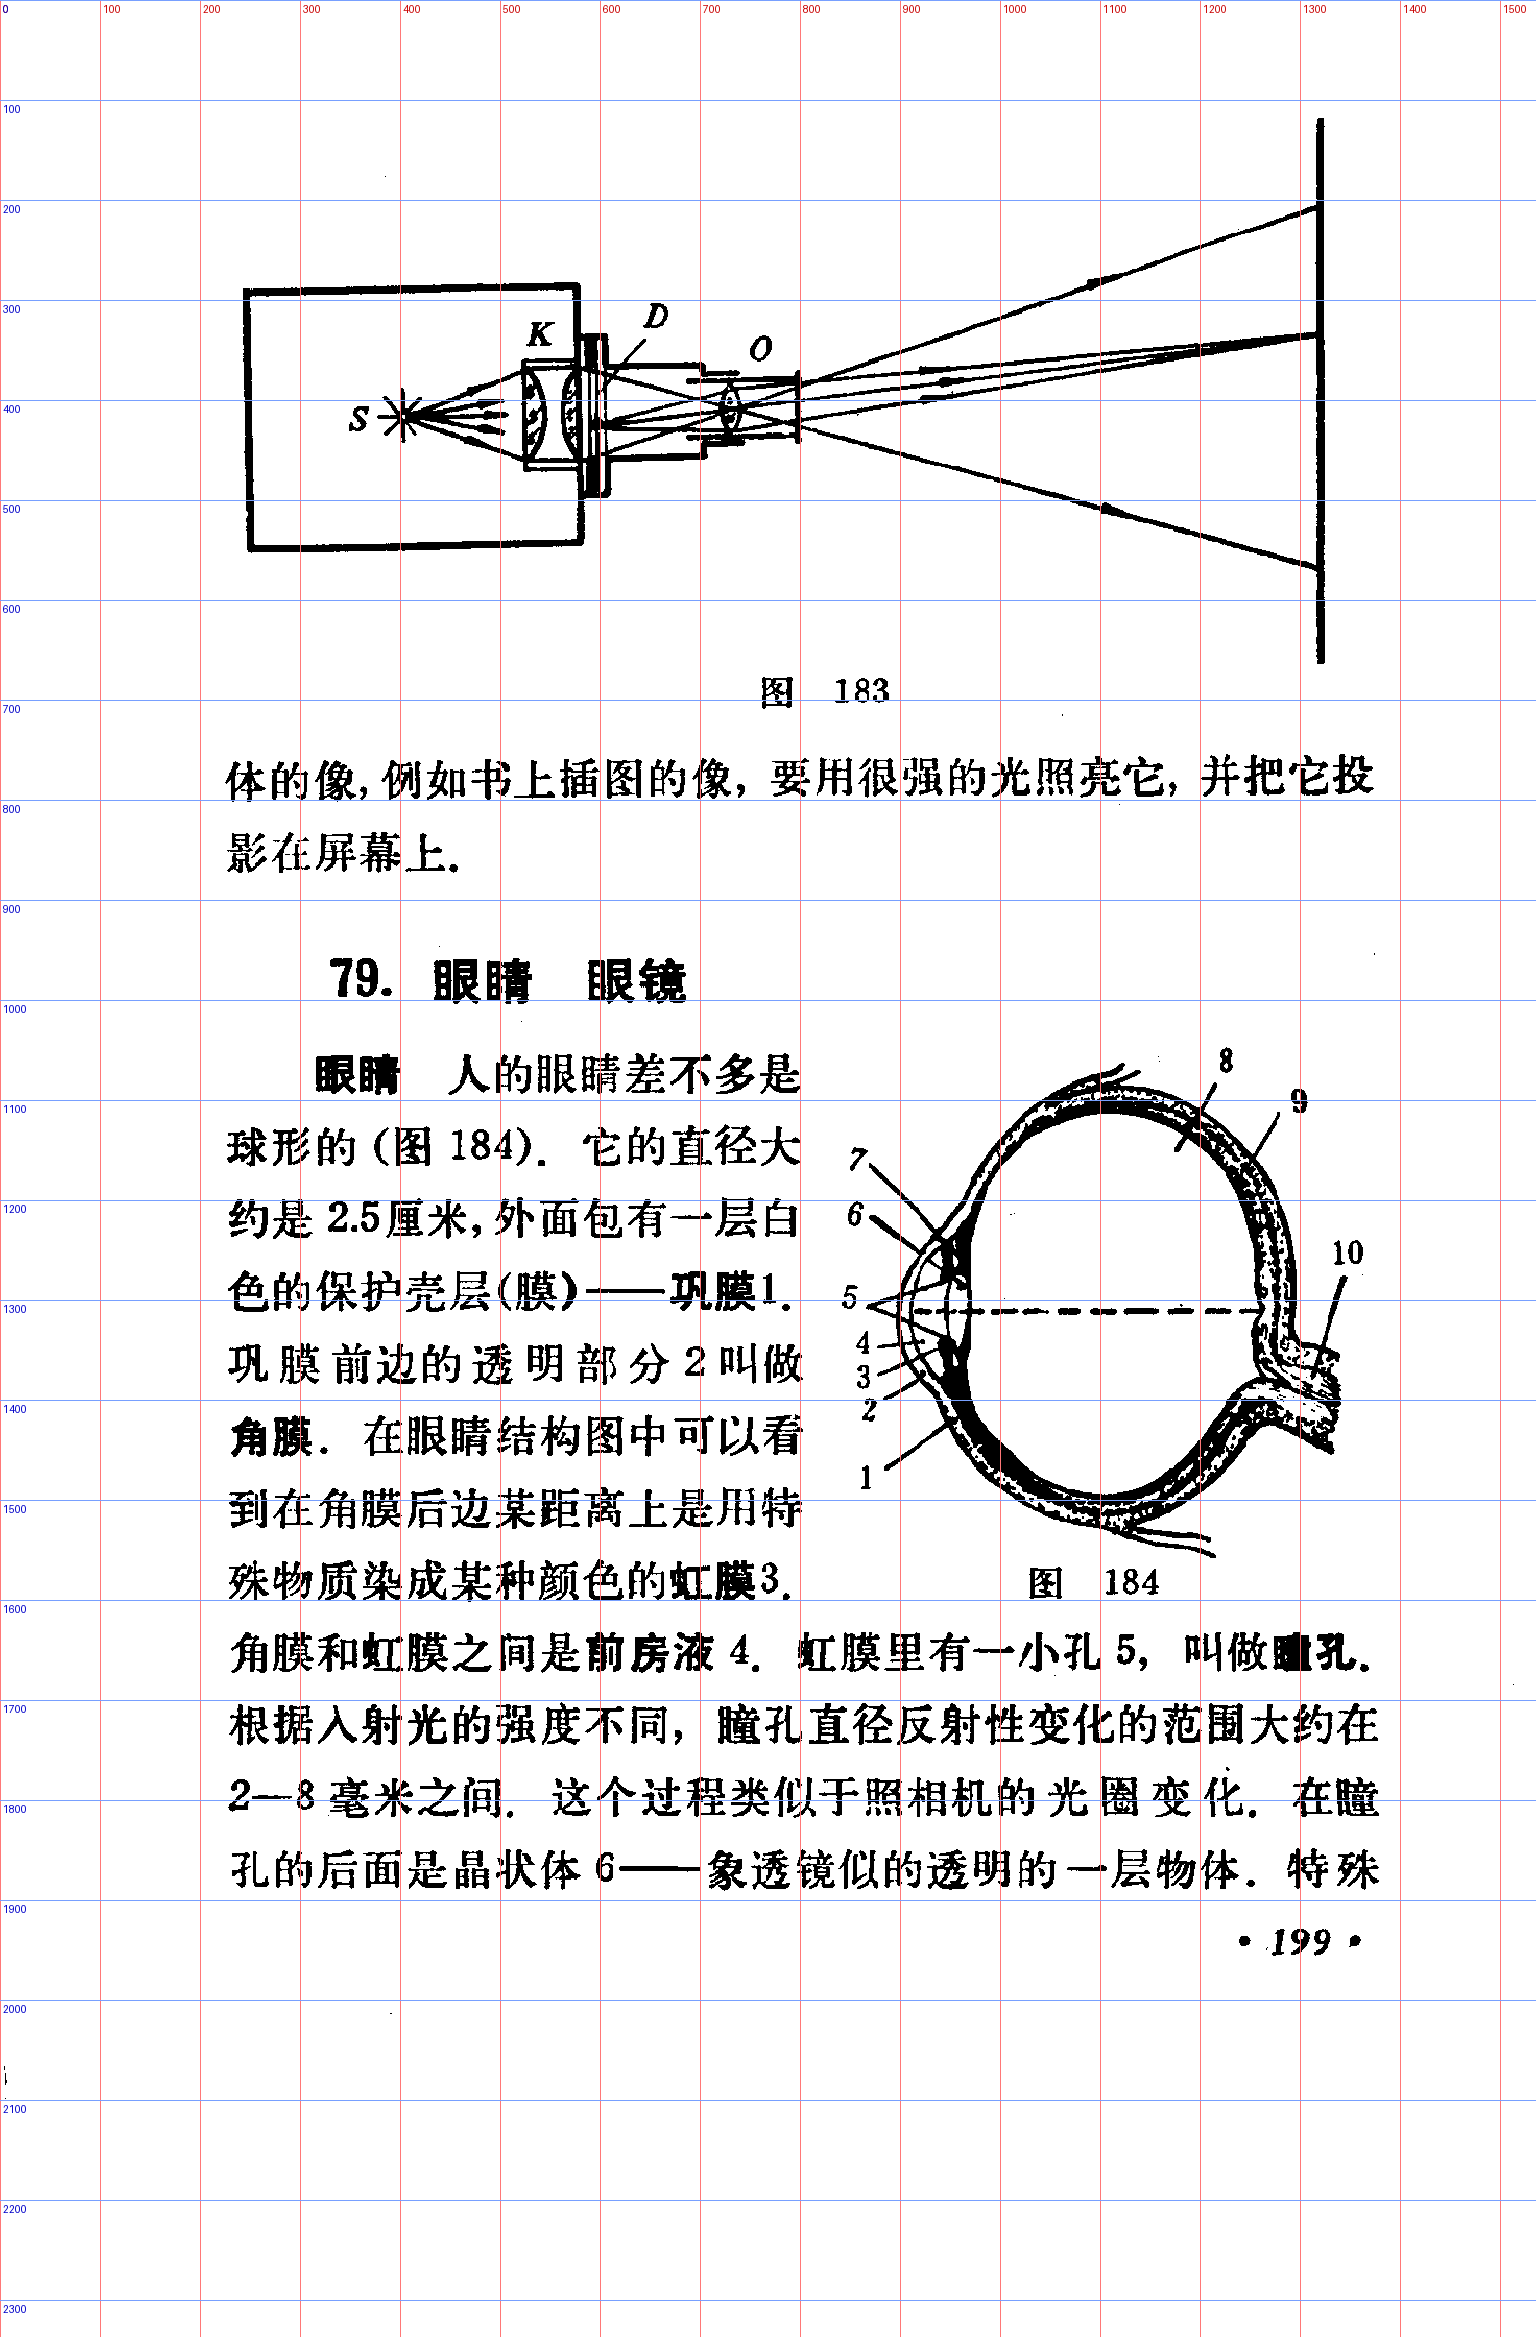 K
D
O
S
图 183
体的像,例如书上插图的像,要用很强的光照亮它,并把它投
影在屏幕上.
79. 眼睛 眼镜
眼睛 人的眼睛差不多是
球形的(图 184). 它的直径大
约是 2.5厘米,外面包有一层白
色的保护壳层(膜)——巩膜1.
巩膜前边的透明部分 2 叫做
角膜. 在眼睛结构图中可以看
到在角膜后边某距离上是用特
殊物质染成某种颜色的虹膜3.
8
9
7
6
10
5
4
3
2
1
图 184
角膜和虹膜之间是前房液 4. 虹膜里有一小孔 5, 叫做瞳孔.
根据入射光的强度不同, 瞳孔直径反射性变化的范围大约在
2—8 毫米之间. 这个过程类似于照相机的光圈变化. 在瞳
孔的后面是晶状体 6——象透镜似的透明的一层物体. 特殊
• 199 •